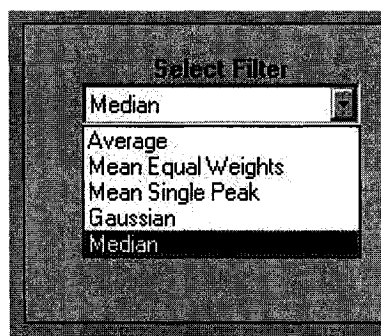 Select Filter
Median
Average
Mean Equal Weights
Mean Single Peak
Gaussian
Median